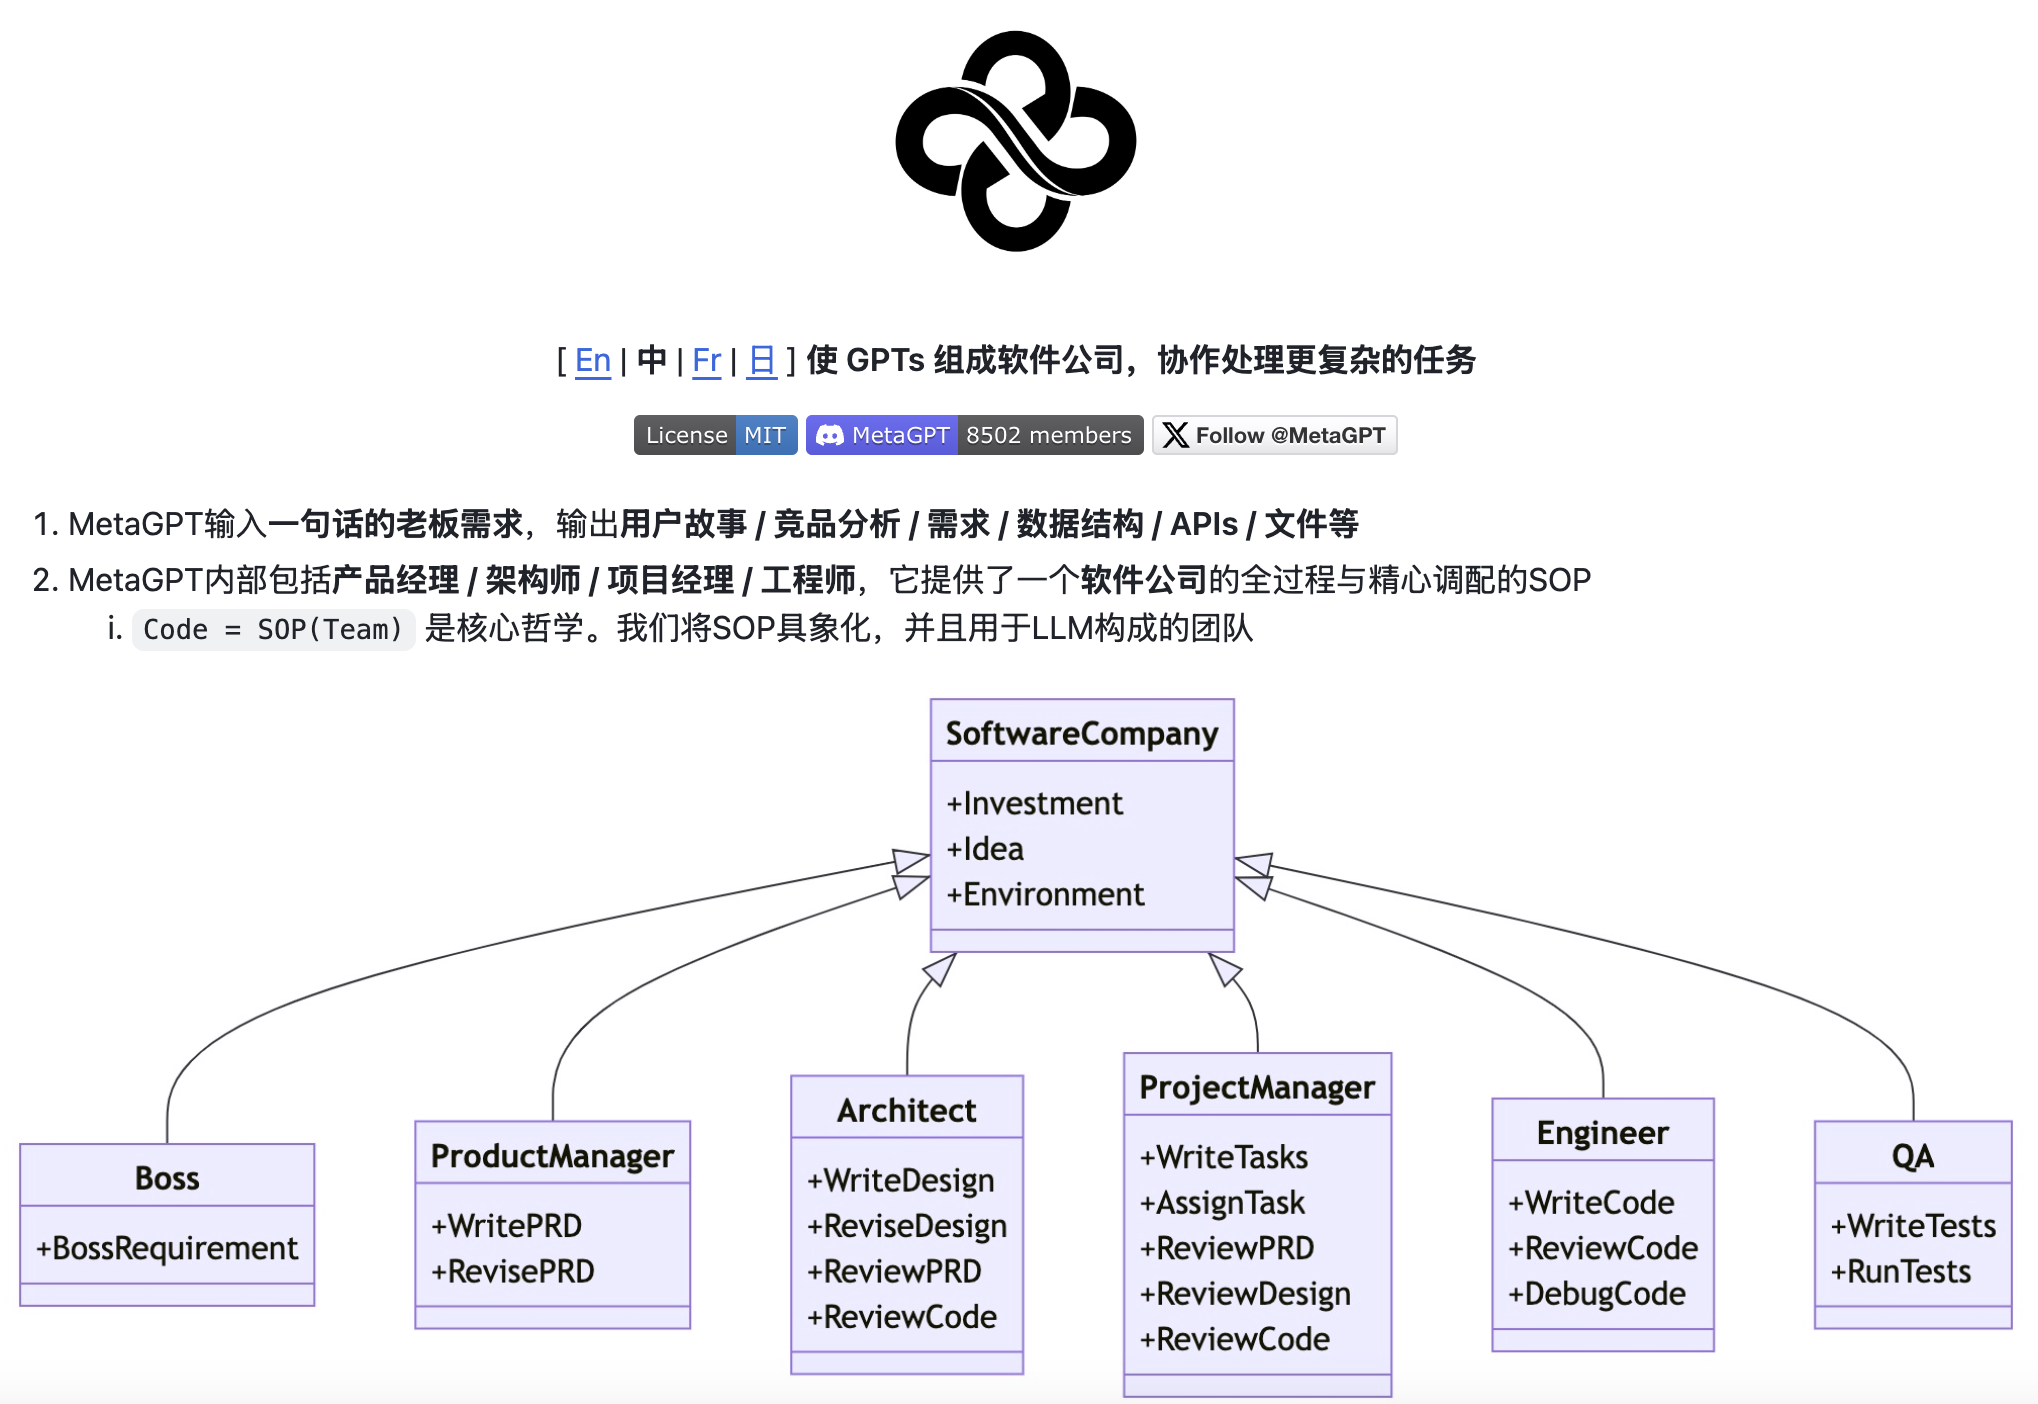 [ En | 中 | Fr | 日 ] 使 GPTs 组成软件公司，协作处理更复杂的任务
License MIT MetaGPT 8502 members Follow @MetaGPT
1. MetaGPT输入一句话的老板需求，输出用户故事 / 竞品分析 / 需求 / 数据结构 / APIs / 文件等
2. MetaGPT内部包括产品经理 / 架构师 / 项目经理 / 工程师，它提供了一个软件公司的全过程与精心调配的SOP
i. Code = SOP(Team) 是核心哲学。我们将SOP具象化，并且用于LLM构成的团队
SoftwareCompany
+Investment
+Idea
+Environment
Boss
+BossRequirement
ProductManager
+WritePRD
+RevisePRD
Architect
+WriteDesign
+ReviseDesign
+ReviewPRD
+ReviewCode
ProjectManager
+WriteTasks
+AssignTask
+ReviewPRD
+ReviewDesign
+ReviewCode
Engineer
+WriteCode
+ReviewCode
+DebugCode
QA
+WriteTests
+RunTests